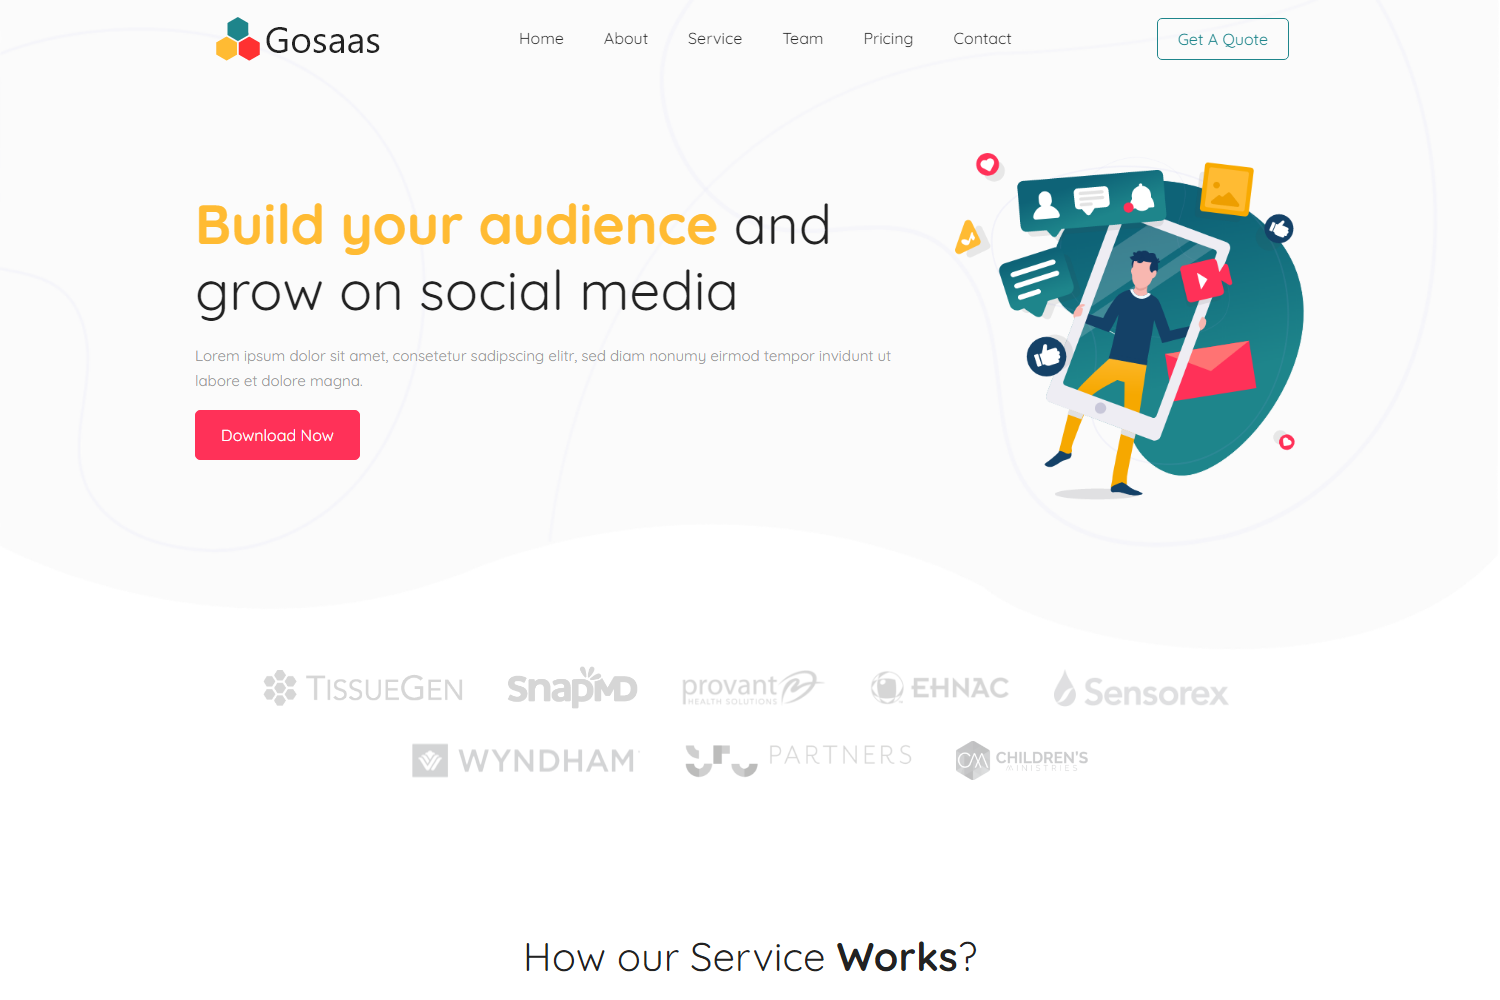 Gosaas
Home About Service Team Pricing Contact
Get A Quote
Build your audience and
grow on social media
Lorem ipsum dolor sit amet, consetetur sadipscing elitr, sed diam nonumy eirmod tempor invidunt ut
labore et dolore magna.
Download Now
TISSUEGEN SnapMD provant HEALTH SOLUTIONS EHNAC Sensorex
WYNDHAM PARTNERS CM CHILDREN'S MINISTRIES
How our Service Works?